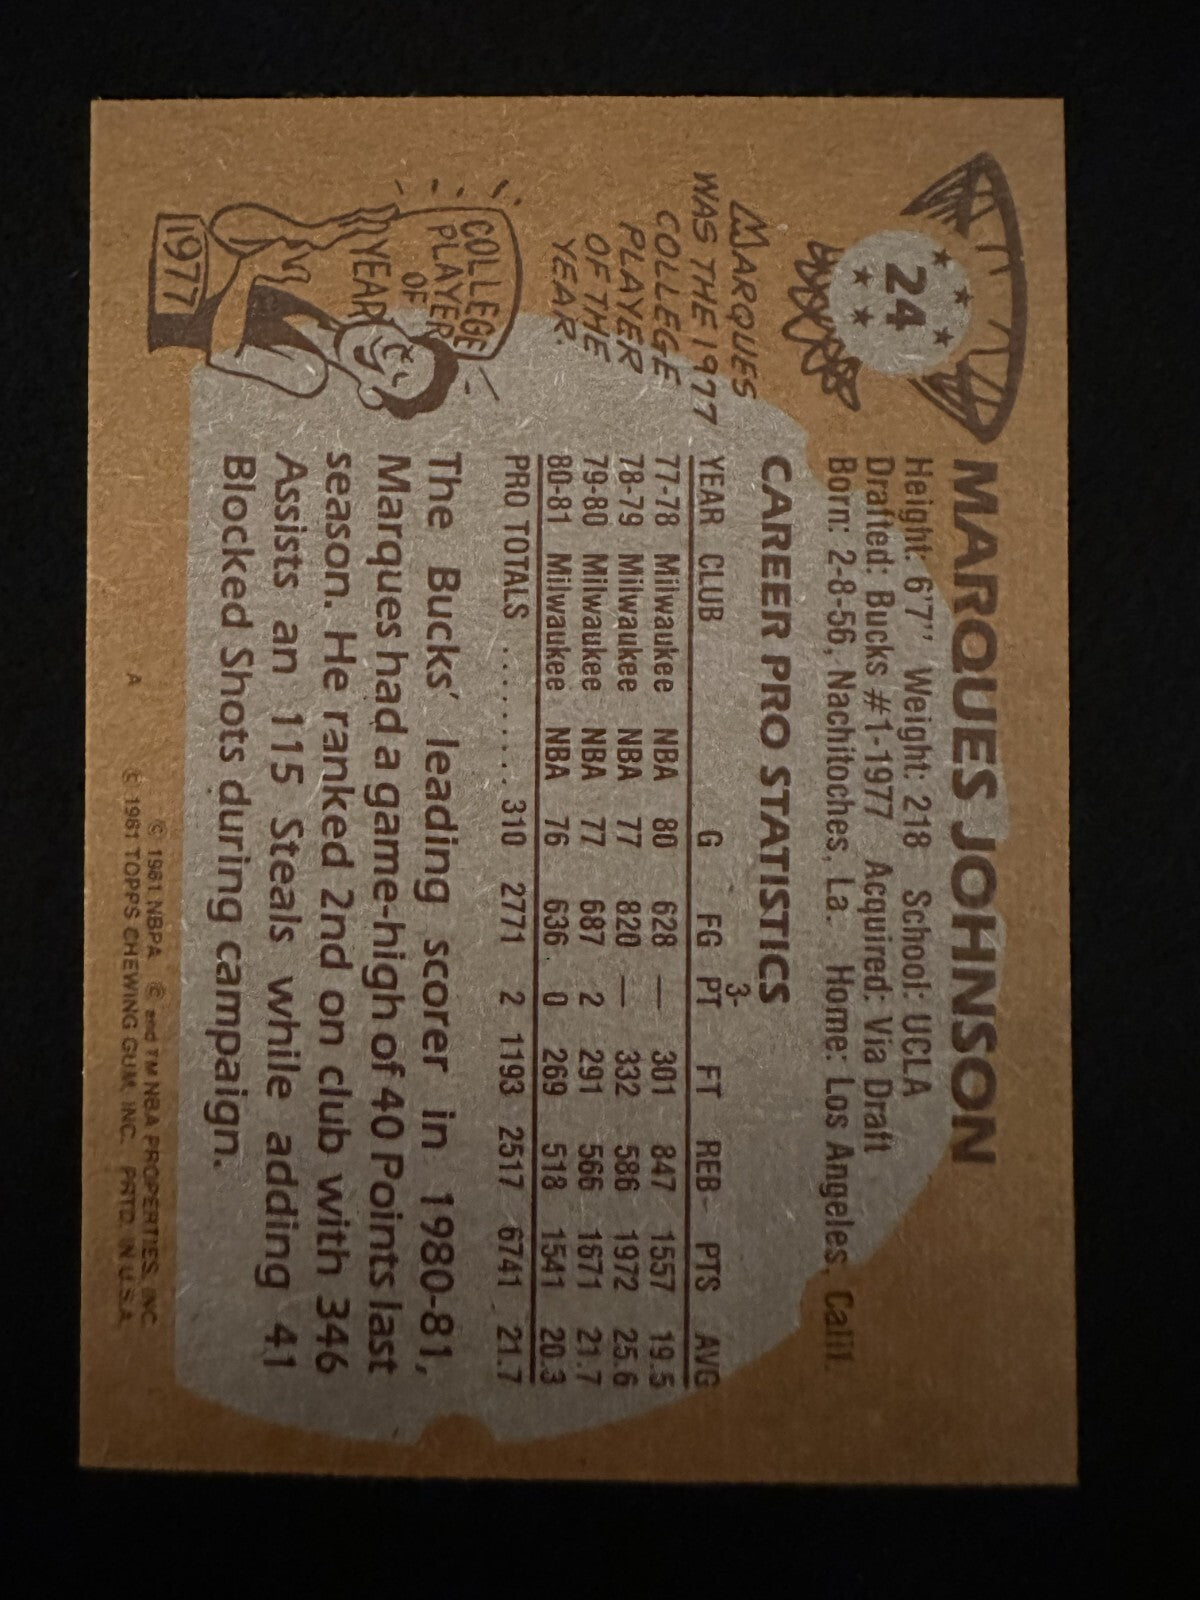 24
MARQUES JOHNSON
Height: 6'7" Weight: 218 School: UCLA
Drafted: Bucks #1-1977 Acquired: Via Draft
Born: 2-8-56, Nachitoches, La. Home: Los Angeles, Calif.
CAREER PRO STATISTICS
YEAR CLUB G FG 3-PT FT REB- PTS AVG
77-78 Milwaukee NBA 80 628 — 301 847 1557 19.5
78-79 Milwaukee NBA 77 820 — 332 586 1972 25.6
79-80 Milwaukee NBA 77 687 2 291 566 1671 21.7
80-81 Milwaukee NBA 76 636 0 269 518 1541 20.3
PRO TOTALS ......... 310 2771 2 1193 2517 6741 21.7
MARQUES
WAS THE 1977
COLLEGE
PLAYER
OF THE
YEAR.
COLLEGE
PLAYER
OF
YEAR
1977
The Bucks' leading scorer in 1980-81,
Marques had a game-high of 40 Points last
season. He ranked 2nd on club with 346
Assists an 115 Steals while adding 41
Blocked Shots during campaign.
© 1981 NBPA © and TM NBA PROPERTIES, INC.
A © 1981 TOPPS CHEWING GUM, INC. PRTD. IN U.S.A.